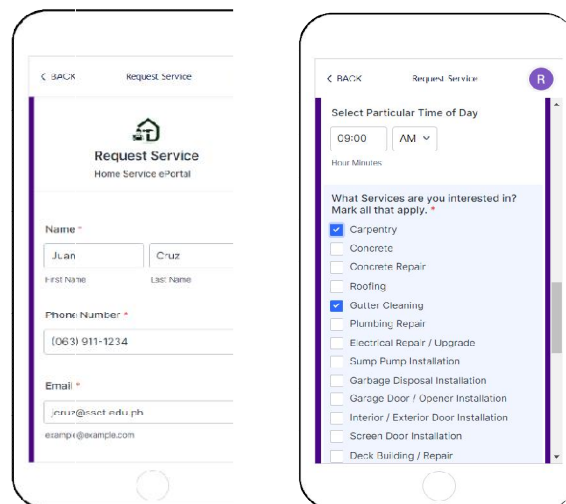 BACK Request Service
Request Service
Home Service ePortal
Name *
Juan Cruz
First Name Last Name
Phone Number *
(063) 911-1234
Email *
jcruz@ssct.edu.ph
example@example.com
BACK Request Service R
Select Particular Time of Day
09:00 AM
Hour Minutes
What Services are you interested in?
Mark all that apply. *
Carpentry
Concrete
Concrete Repair
Roofing
Gutter Cleaning
Plumbing Repair
Electrical Repair / Upgrade
Sump Pump Installation
Garbage Disposal Installation
Garage Door / Opener Installation
Interior / Exterior Door Installation
Screen Door Installation
Deck Building / Repair